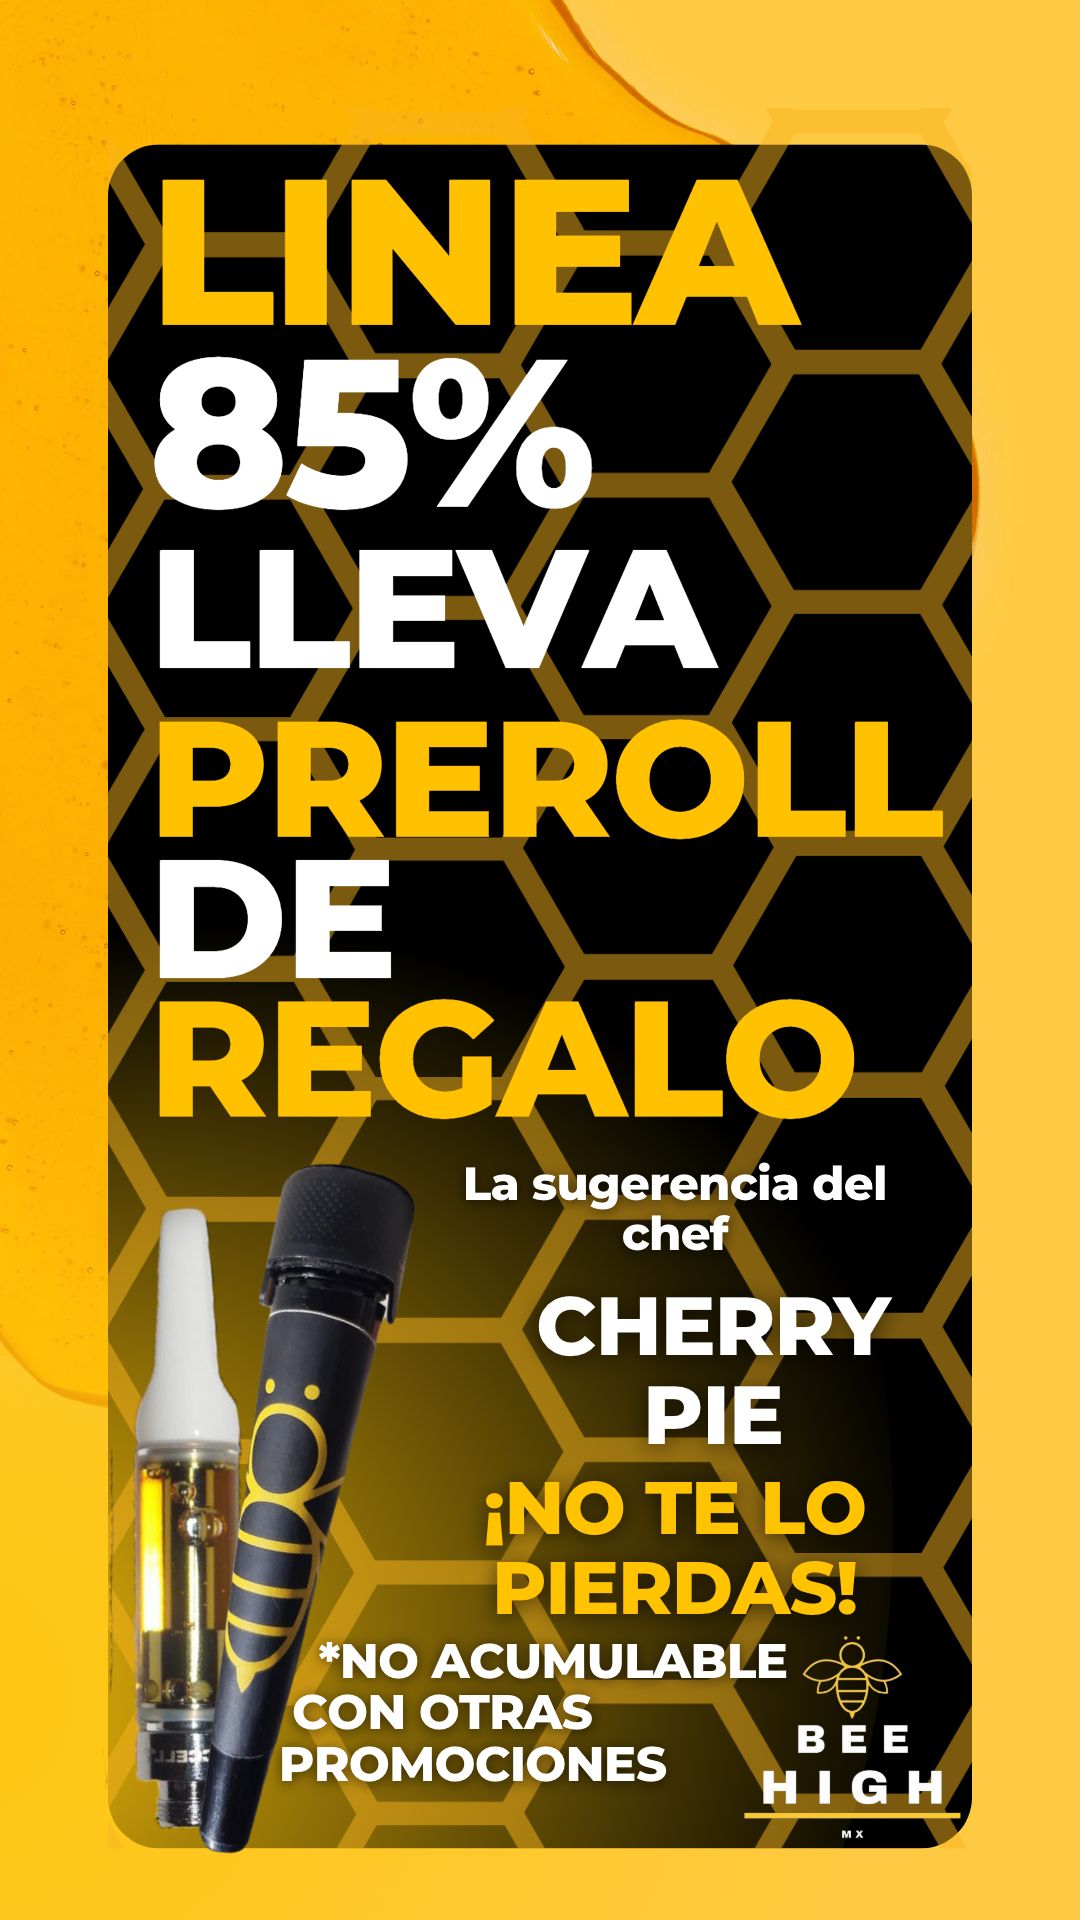 LINEA
85%
LLEVA
PREROLL
DE
REGALO
La sugerencia del
chef
CHERRY
PIE
¡NO TE LO
PIERDAS!
*NO ACUMULABLE
CON OTRAS
PROMOCIONES
BEE
HIGH
MX